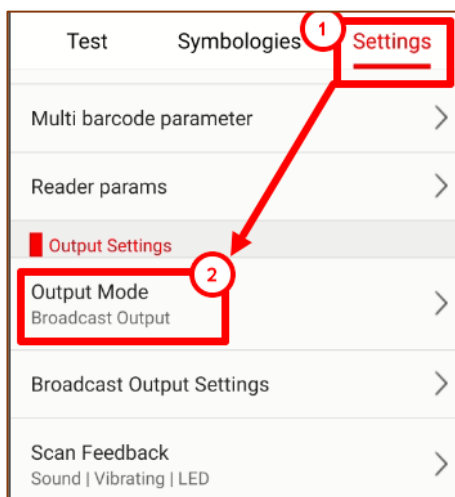 Test Symbologies 1 Settings
Multi barcode parameter
Reader params
Output Settings
2
Output Mode
Broadcast Output
Broadcast Output Settings
Scan Feedback
Sound | Vibrating | LED